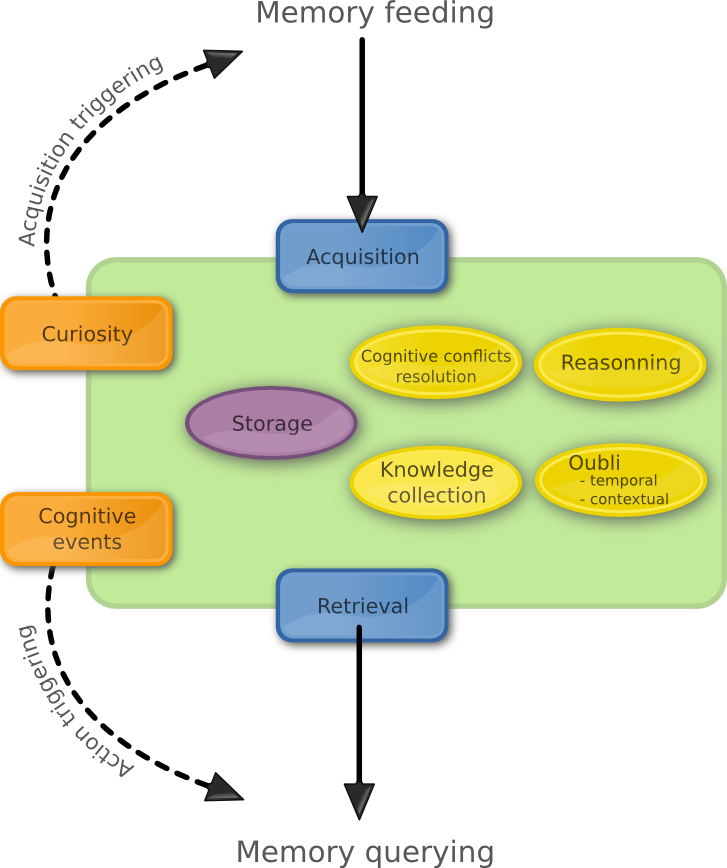 Memory feeding
Acquisition triggering
Acquisition
Curiosity
Cognitive conflicts
resolution
Reasonning
Storage
Knowledge
collection
Oubli
- temporal
- contextual
Cognitive
events
Retrieval
Action triggering
Memory querying